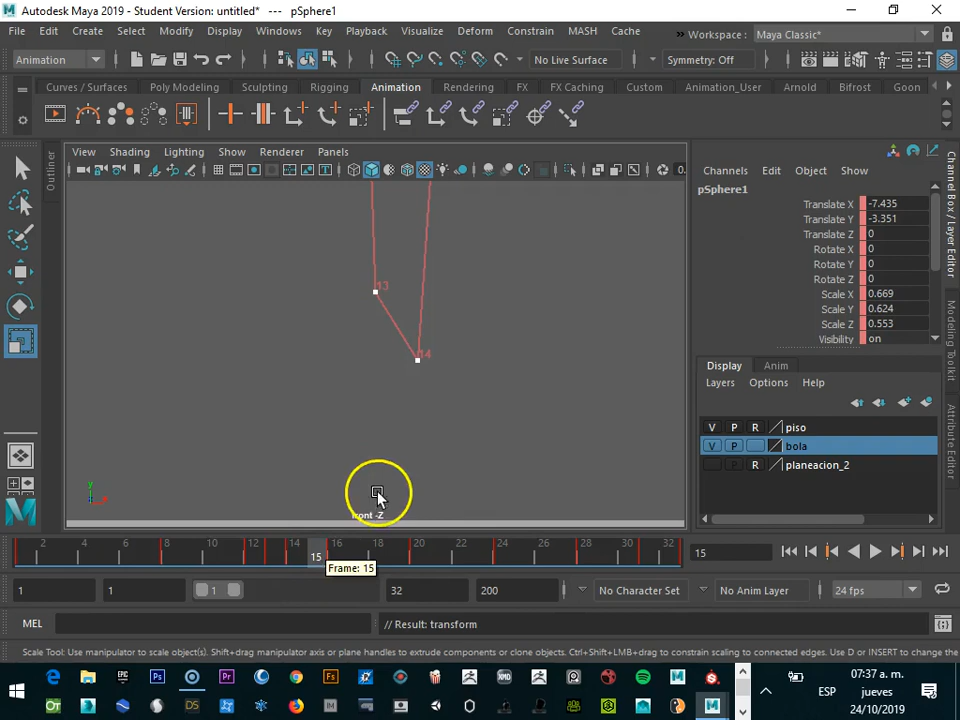 Autodesk Maya 2019 - Student Version: untitled* --- pSphere1
File Edit Create Select Modify Display Windows Key Playback Visualize Deform Constrain MASH Cache
Workspace : Maya Classic*
Animation
No Live Surface
Symmetry: Off
Curves / Surfaces Poly Modeling Sculpting Rigging Animation Rendering FX FX Caching Custom Animation_User Arnold Bifrost Goon
Outliner
View Shading Lighting Show Renderer Panels
13
14
y
front -Z
Channels Edit Object Show
pSphere1
Translate X -7.435
Translate Y -3.351
Translate Z 0
Rotate X 0
Rotate Y 0
Rotate Z 0
Scale X 0.669
Scale Y 0.624
Scale Z 0.553
Visibility on
Display Anim
Layers Options Help
V P R piso
V P bola
R planeacion_2
Channel Box / Layer Editor
Modeling Toolkit
Attribute Editor
2 4 6 8 10 12 14 15 16 18 20 22 24 26 28 30 32
15
Frame: 15
1 1 1 32 200 No Character Set No Anim Layer 24 fps
MEL // Result: transform
Scale Tool: Use manipulator to scale object(s). Shift+drag manipulator axis or plane handles to extrude components or clone objects. Ctrl+Shift+LMB+drag to constrain scaling to connected edges. Use D or INSERT to change the
ESP
07:37 a. m.
jueves
24/10/2019